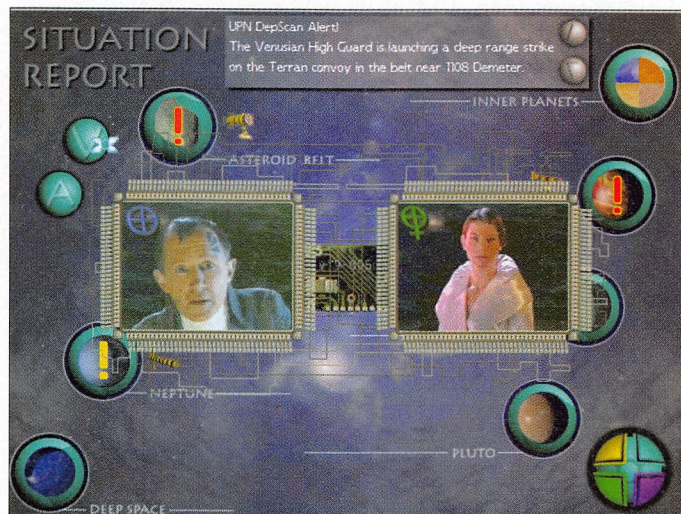 SITUATION
REPORT
UPN DepScan Alert!
The Venusian High Guard is launching a deep range strike
on the Terran convoy in the belt near 1108 Demeter.
INNER PLANETS
ASTEROID BELT
A
NEPTUNE
PLUTO
DEEP SPACE